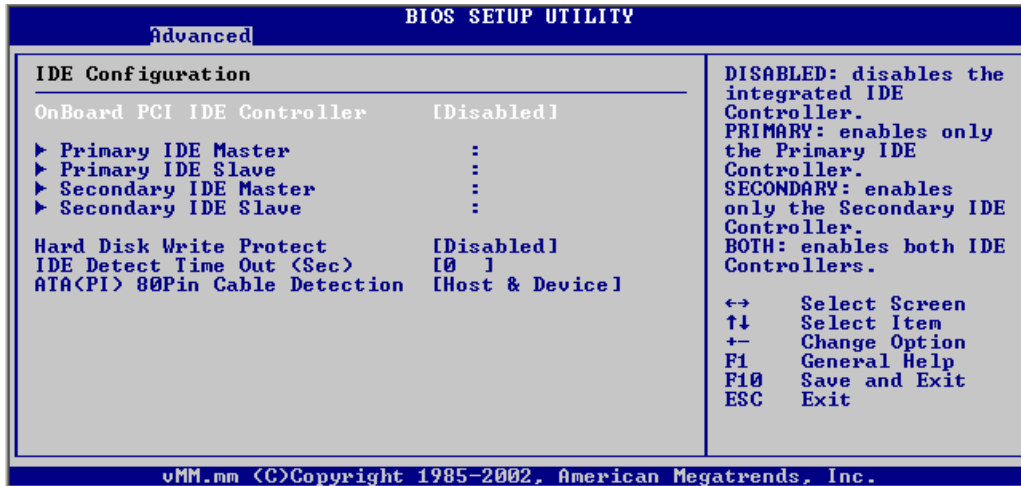 BIOS SETUP UTILITY
Advanced
IDE Configuration
OnBoard PCI IDE Controller [Disabled]
► Primary IDE Master :
► Primary IDE Slave :
► Secondary IDE Master :
► Secondary IDE Slave :
Hard Disk Write Protect [Disabled]
IDE Detect Time Out (Sec) [0 ]
ATA(PI) 80Pin Cable Detection [Host & Device]
DISABLED: disables the
integrated IDE
Controller.
PRIMARY: enables only
the Primary IDE
Controller.
SECONDARY: enables
only the Secondary IDE
Controller.
BOTH: enables both IDE
Controllers.
↔ Select Screen
↑↓ Select Item
+- Change Option
F1 General Help
F10 Save and Exit
ESC Exit
vMM.mm (C)Copyright 1985-2002, American Megatrends, Inc.